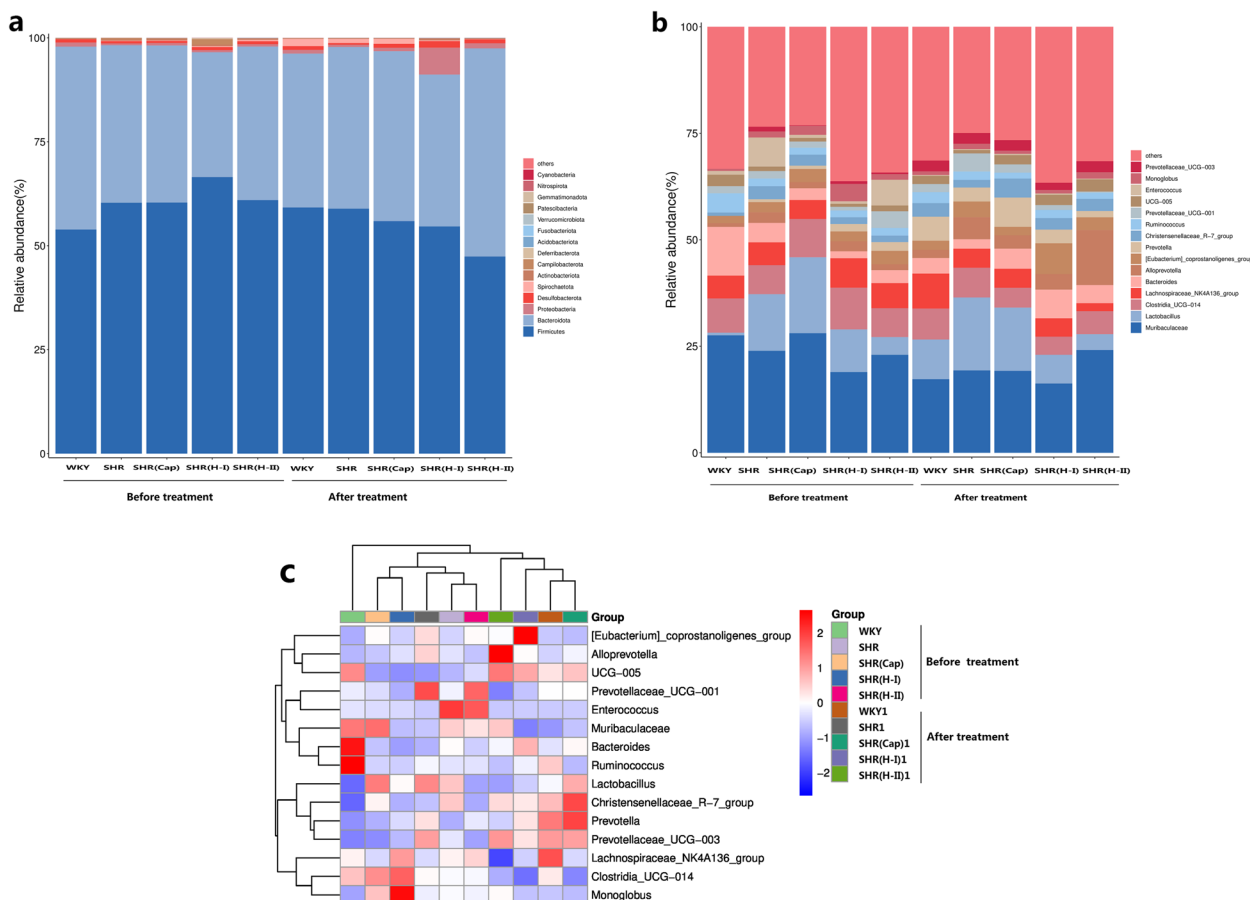 a
Relative abundance(%)
100
75
50
25
0
WKY SHR SHR(Cap) SHR(H-I) SHR(H-II) WKY SHR SHR(Cap) SHR(H-I) SHR(H-II)
Before treatment After treatment
others
Cyanobacteria
Nitrospirota
Gemmatimonadota
Patescibacteria
Verrucomicrobiota
Fusobacteriota
Acidobacteriota
Deferribacterota
Campilobacterota
Actinobacteriota
Spirochaetota
Desulfobacterota
Proteobacteria
Bacteroidota
Firmicutes
b
Relative abundance(%)
100
75
50
25
0
WKY SHR SHR(Cap) SHR(H-I) SHR(H-II) WKY SHR SHR(Cap) SHR(H-I) SHR(H-II)
Before treatment After treatment
others
Prevotellaceae_UCG−003
Monoglobus
Enterococcus
UCG−005
Prevotellaceae_UCG−001
Ruminococcus
Christensenellaceae_R−7_group
Prevotella
[Eubacterium]_coprostanoligenes_group
Alloprevotella
Bacteroides
Lachnospiraceae_NK4A136_group
Clostridia_UCG−014
Lactobacillus
Muribaculaceae
c
Group
[Eubacterium]_coprostanoligenes_group
Alloprevotella
UCG−005
Prevotellaceae_UCG−001
Enterococcus
Muribaculaceae
Bacteroides
Ruminococcus
Lactobacillus
Christensenellaceae_R−7_group
Prevotella
Prevotellaceae_UCG−003
Lachnospiraceae_NK4A136_group
Clostridia_UCG−014
Monoglobus
2
1
0
−1
−2
Group
WKY
SHR
SHR(Cap)
SHR(H-I)
SHR(H-II)
WKY1
SHR1
SHR(Cap)1
SHR(H-I)1
SHR(H-II)1
Before treatment
After treatment